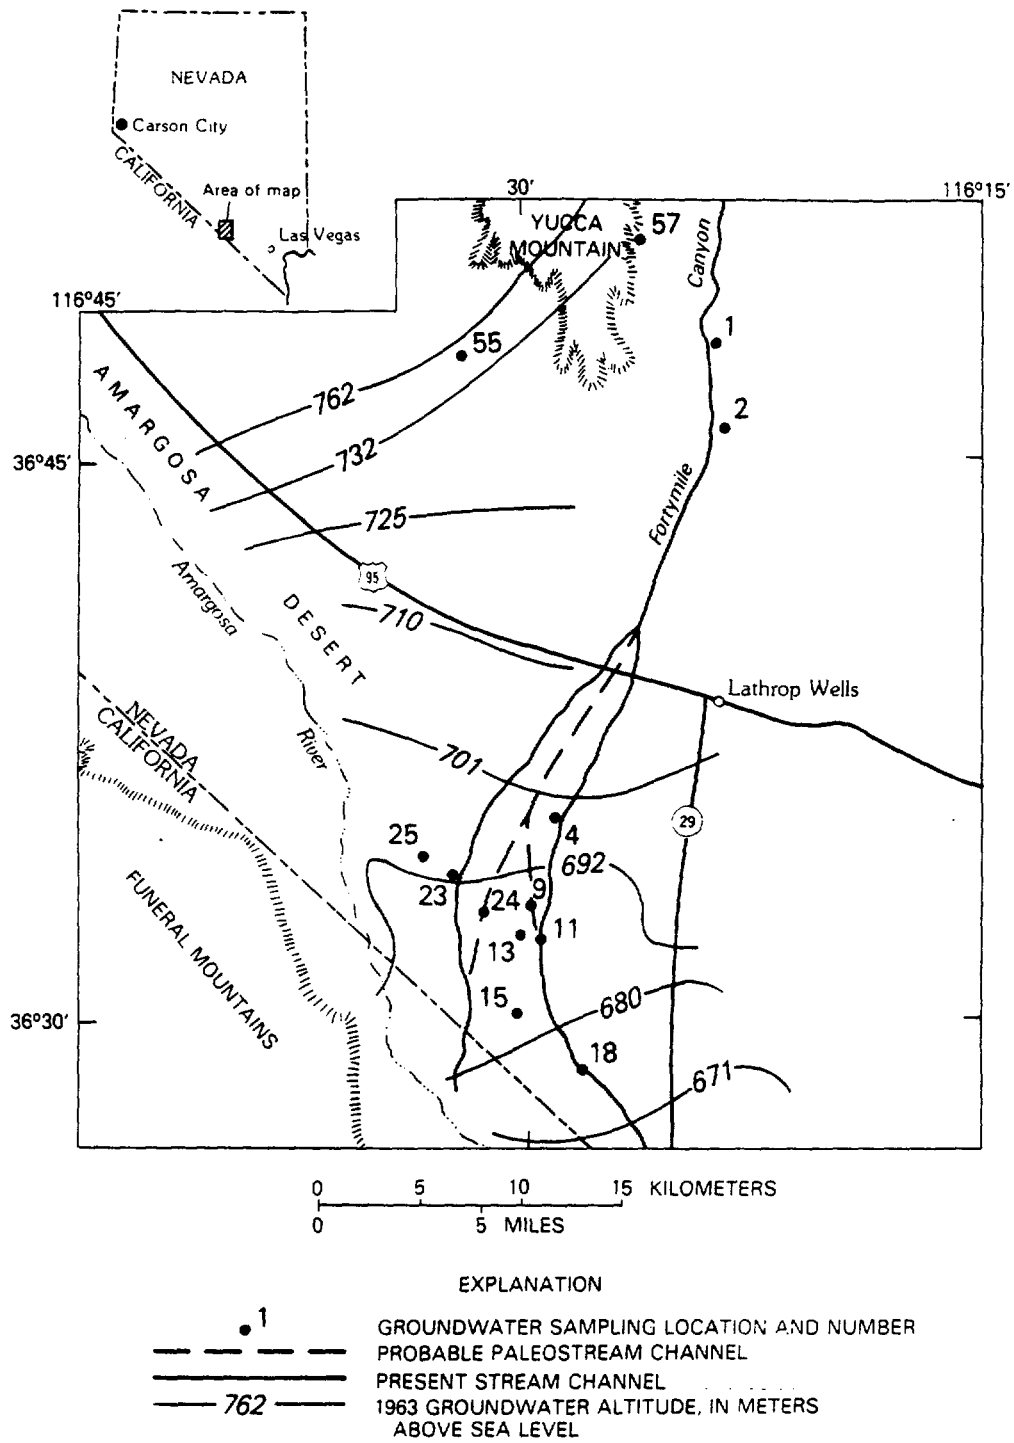 NEVADA
Carson City
CALIFORNIA
Area of map
Las Vegas
30'
116°15'
YUCCA
MOUNTAIN
57
Canyon
116°45'
1
55
AMARGOSA
762
2
732
36°45'
Fortymile
725
95
Amargosa
DESERT
710
Lathrop Wells
NEVADA
CALIFORNIA
River
701
29
4
25
692
23
24
9
FUNERAL MOUNTAINS
13
11
15
680
36°30'
18
671
0 5 10 15 KILOMETERS
0 5 MILES
EXPLANATION
1 GROUNDWATER SAMPLING LOCATION AND NUMBER
PROBABLE PALEOSTREAM CHANNEL
PRESENT STREAM CHANNEL
762 1963 GROUNDWATER ALTITUDE, IN METERS
ABOVE SEA LEVEL